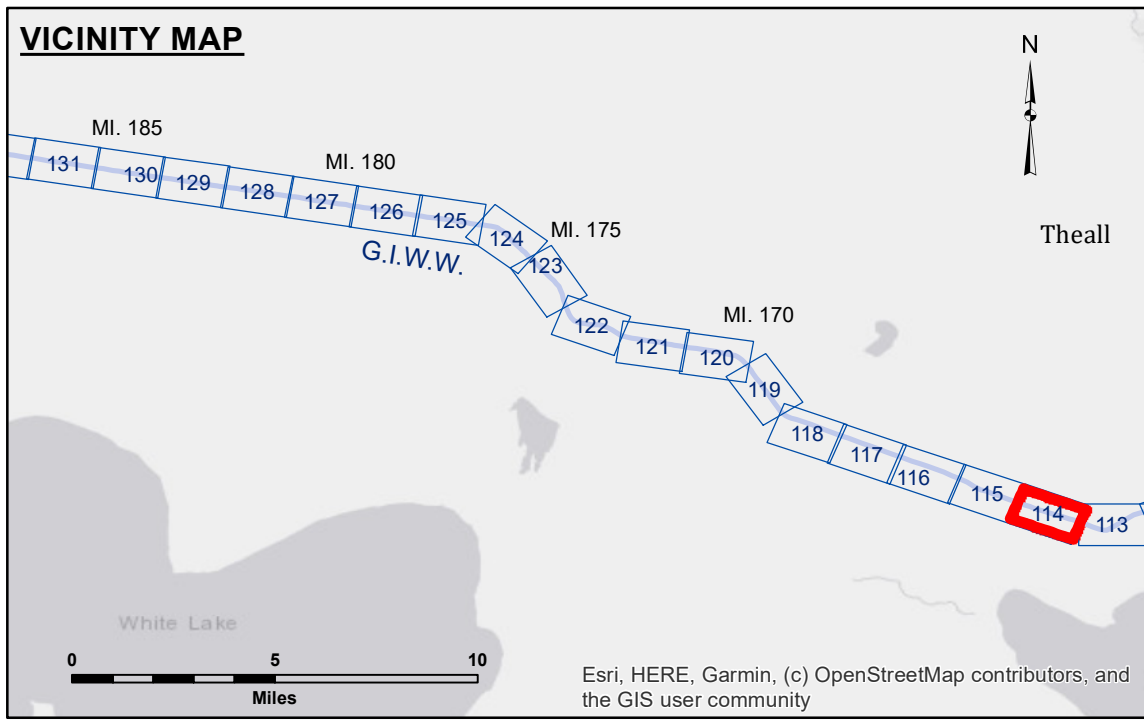 VICINITY MAP
N
MI. 185
MI. 180
131
130
129
128
127
126
125
124
MI. 175
Theall
G.I.W.W.
123
122
121
120
MI. 170
119
118
117
116
115
114
113
White Lake
0 5 10
Miles
Esri, HERE, Garmin, (c) OpenStreetMap contributors, and
the GIS user community